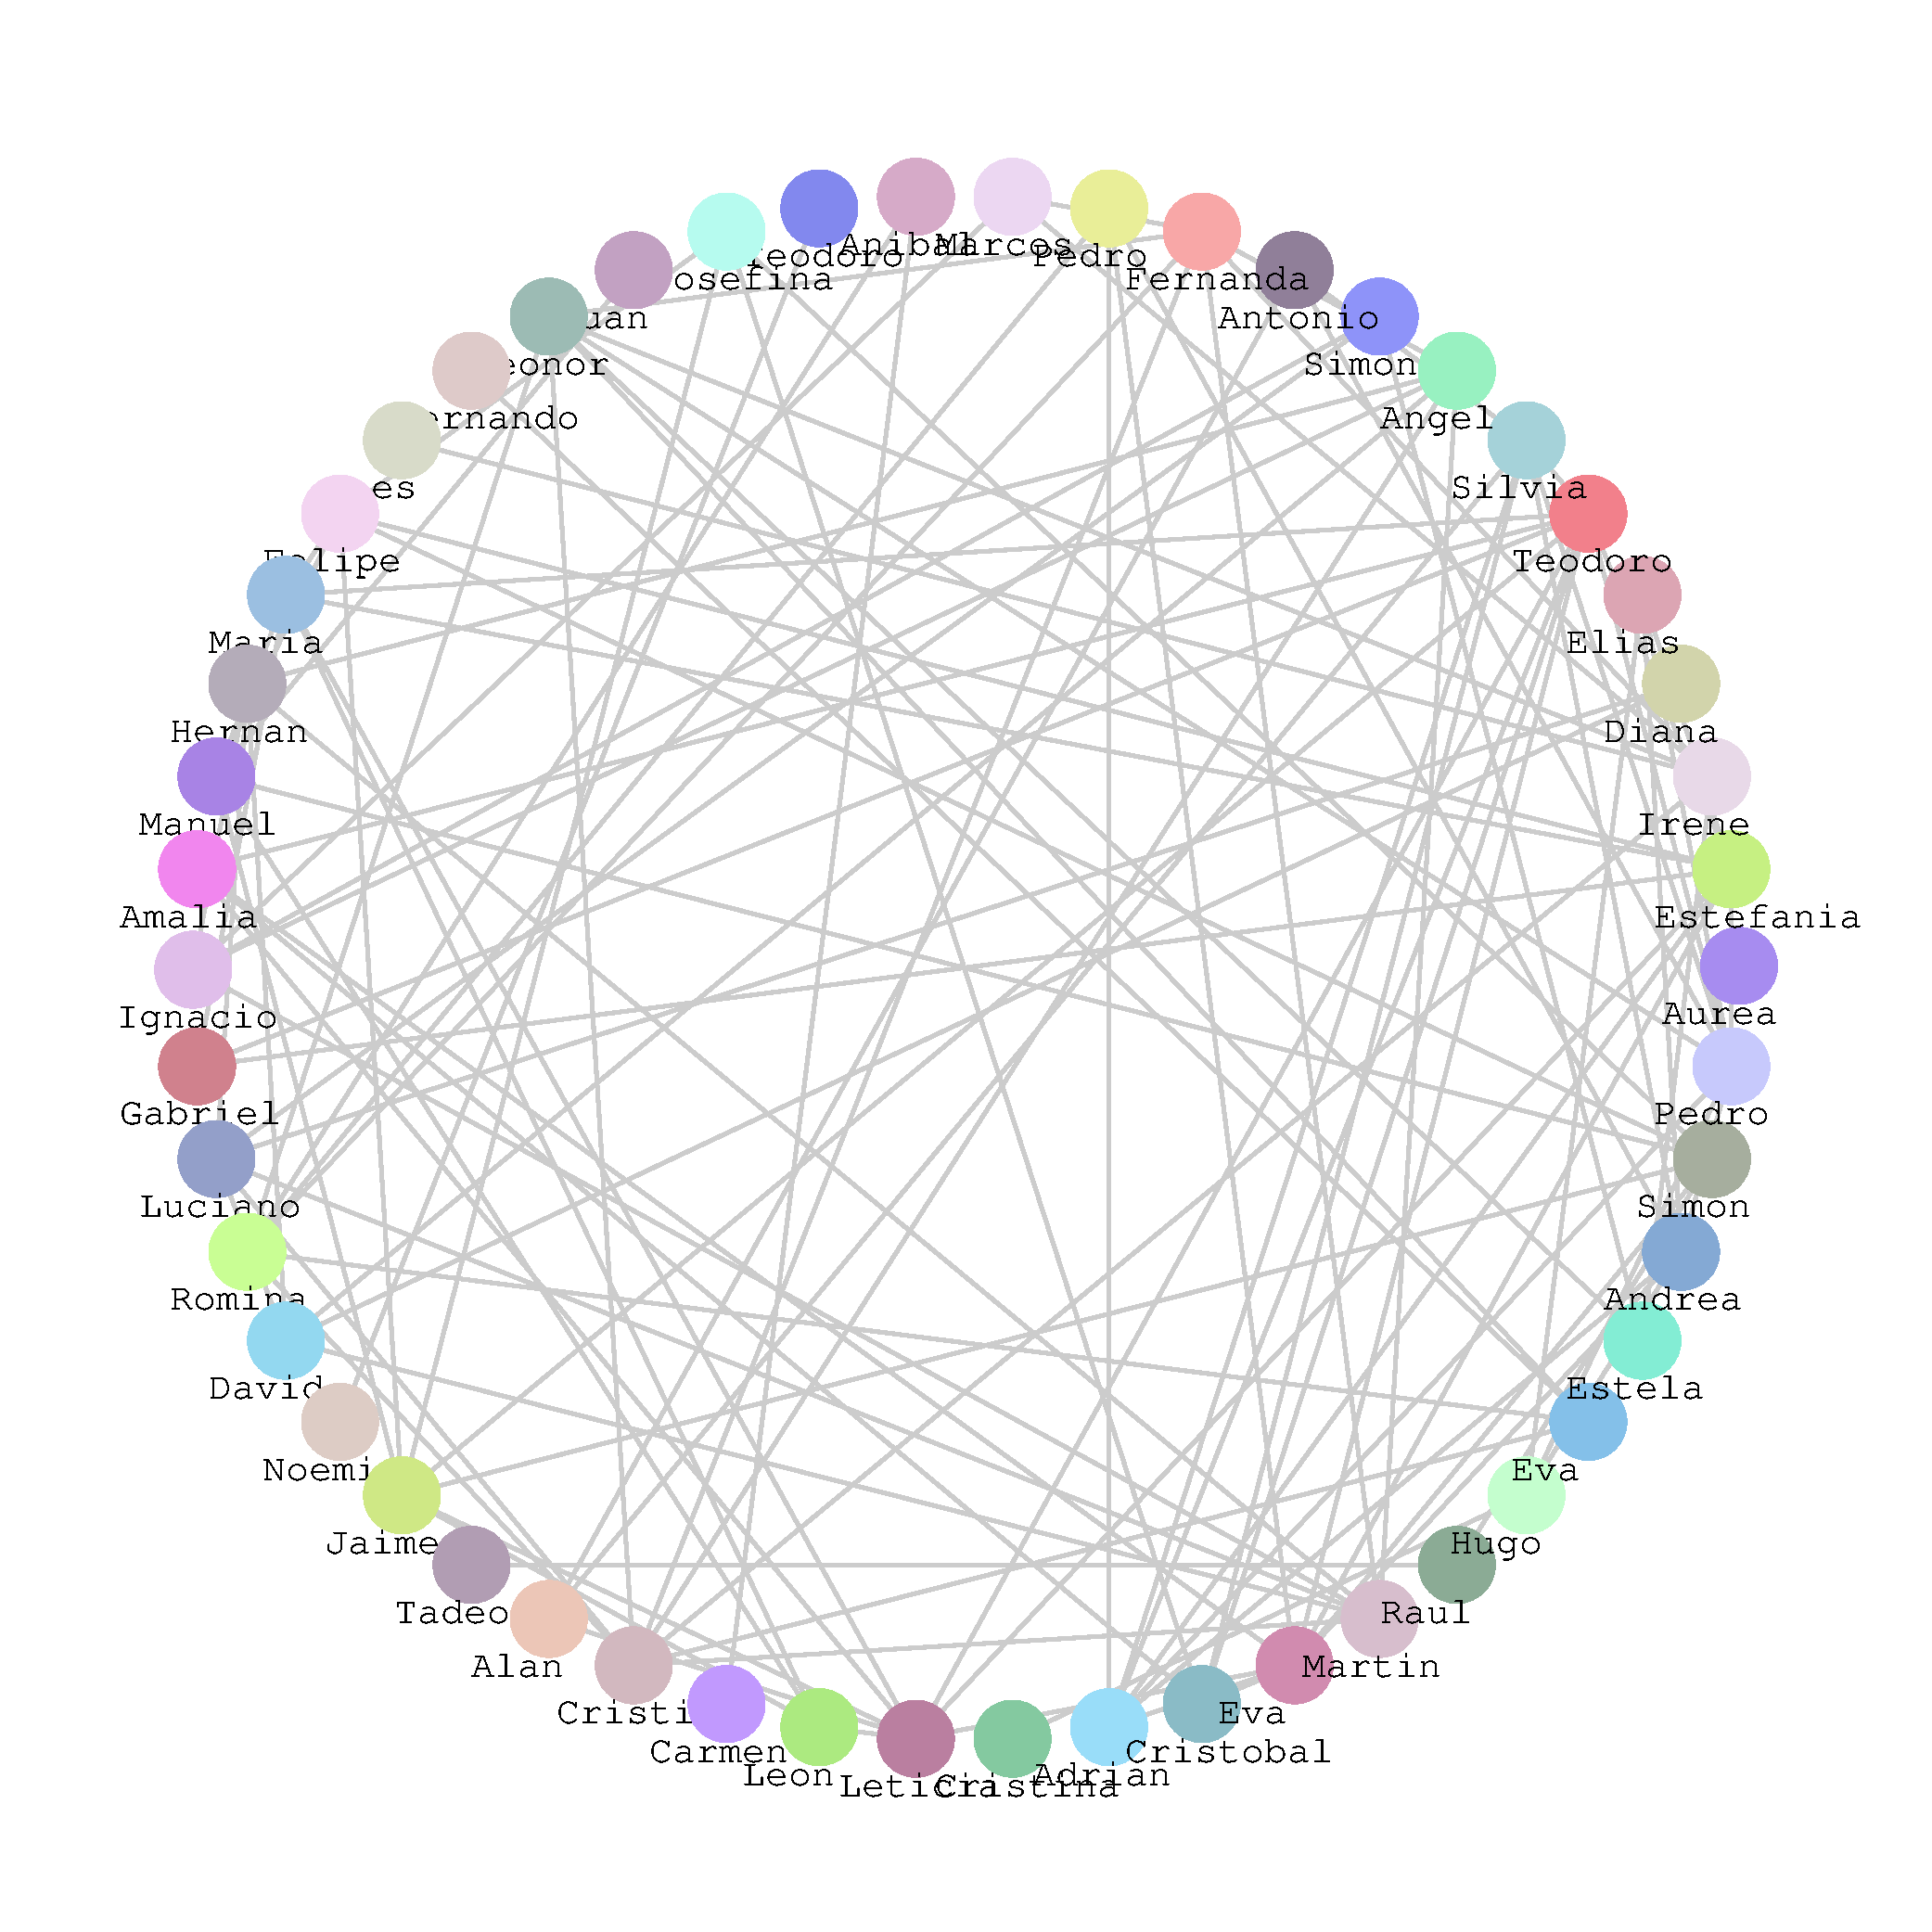 Anibal
Marcos
Teodoro
Pedro
osefina
Fernanda
uan
Antonio
eonor
Simon
ernando
Angel
es
Silvia
Felipe
Teodoro
Maria
Elias
Hernan
Diana
Manuel
Irene
Amalia
Estefania
Ignacio
Aurea
Gabriel
Pedro
Luciano
Simon
Romina
Andrea
David
Estela
Noemi
Eva
Jaime
Hugo
Tadeo
Raul
Alan
Martin
Cristi
Eva
Carmen
Cristobal
Leon
Adrian
Leticia
Cristina